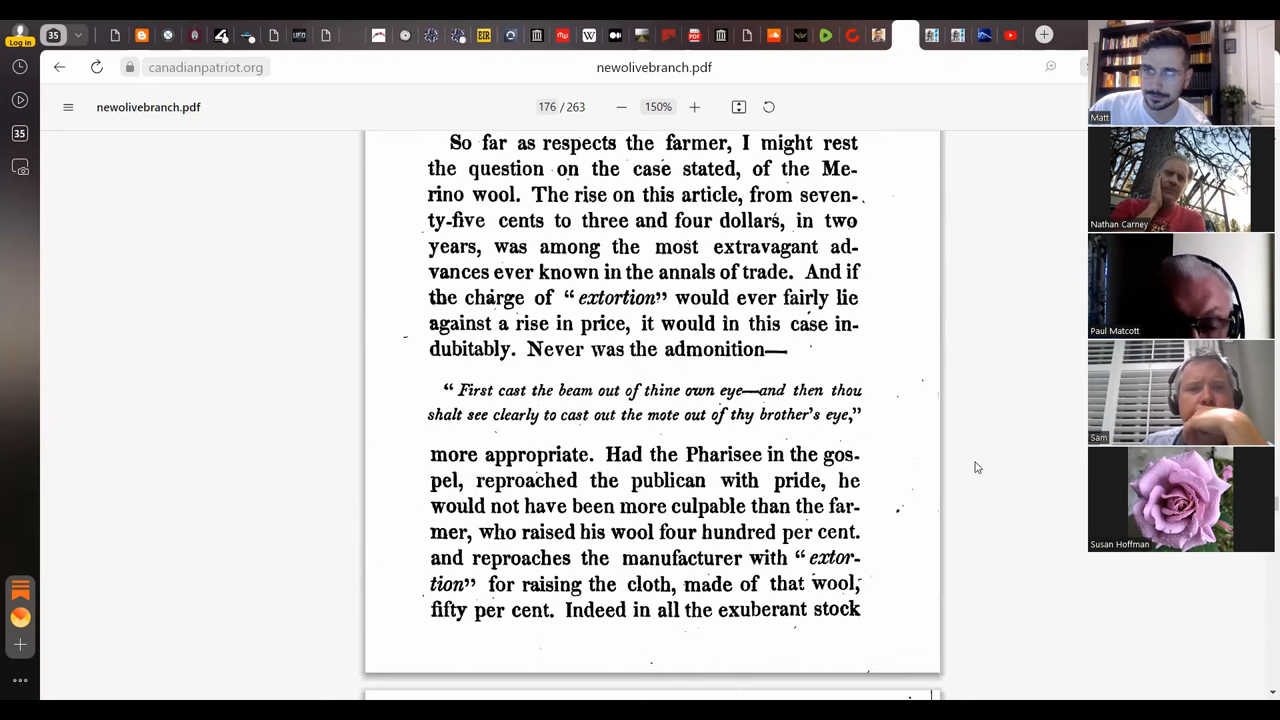 Log in
35
EIR
UFO
W
canadianpatriot.org
newolivebranch.pdf
newolivebranch.pdf
176 / 263
150%
35
So far as respects the farmer, I might rest
the question on the case stated, of the Me-
rino wool. The rise on this article, from seven-
ty-five cents to three and four dollars, in two
years, was among the most extravagant ad-
vances ever known in the annals of trade. And if
the charge of "extortion" would ever fairly lie
against a rise in price, it would in this case in-
dubitably. Never was the admonition—
"First cast the beam out of thine own eye—and then thou
shalt see clearly to cast out the mote out of thy brother's eye,"
more appropriate. Had the Pharisee in the gos-
pel, reproached the publican with pride, he
would not have been more culpable than the far-
mer, who raised his wool four hundred per cent.
and reproaches the manufacturer with "extor-
tion" for raising the cloth, made of that wool,
fifty per cent. Indeed in all the exuberant stock
Matt
Nathan Carney
Paul Matcott
Sam
Susan Hoffman